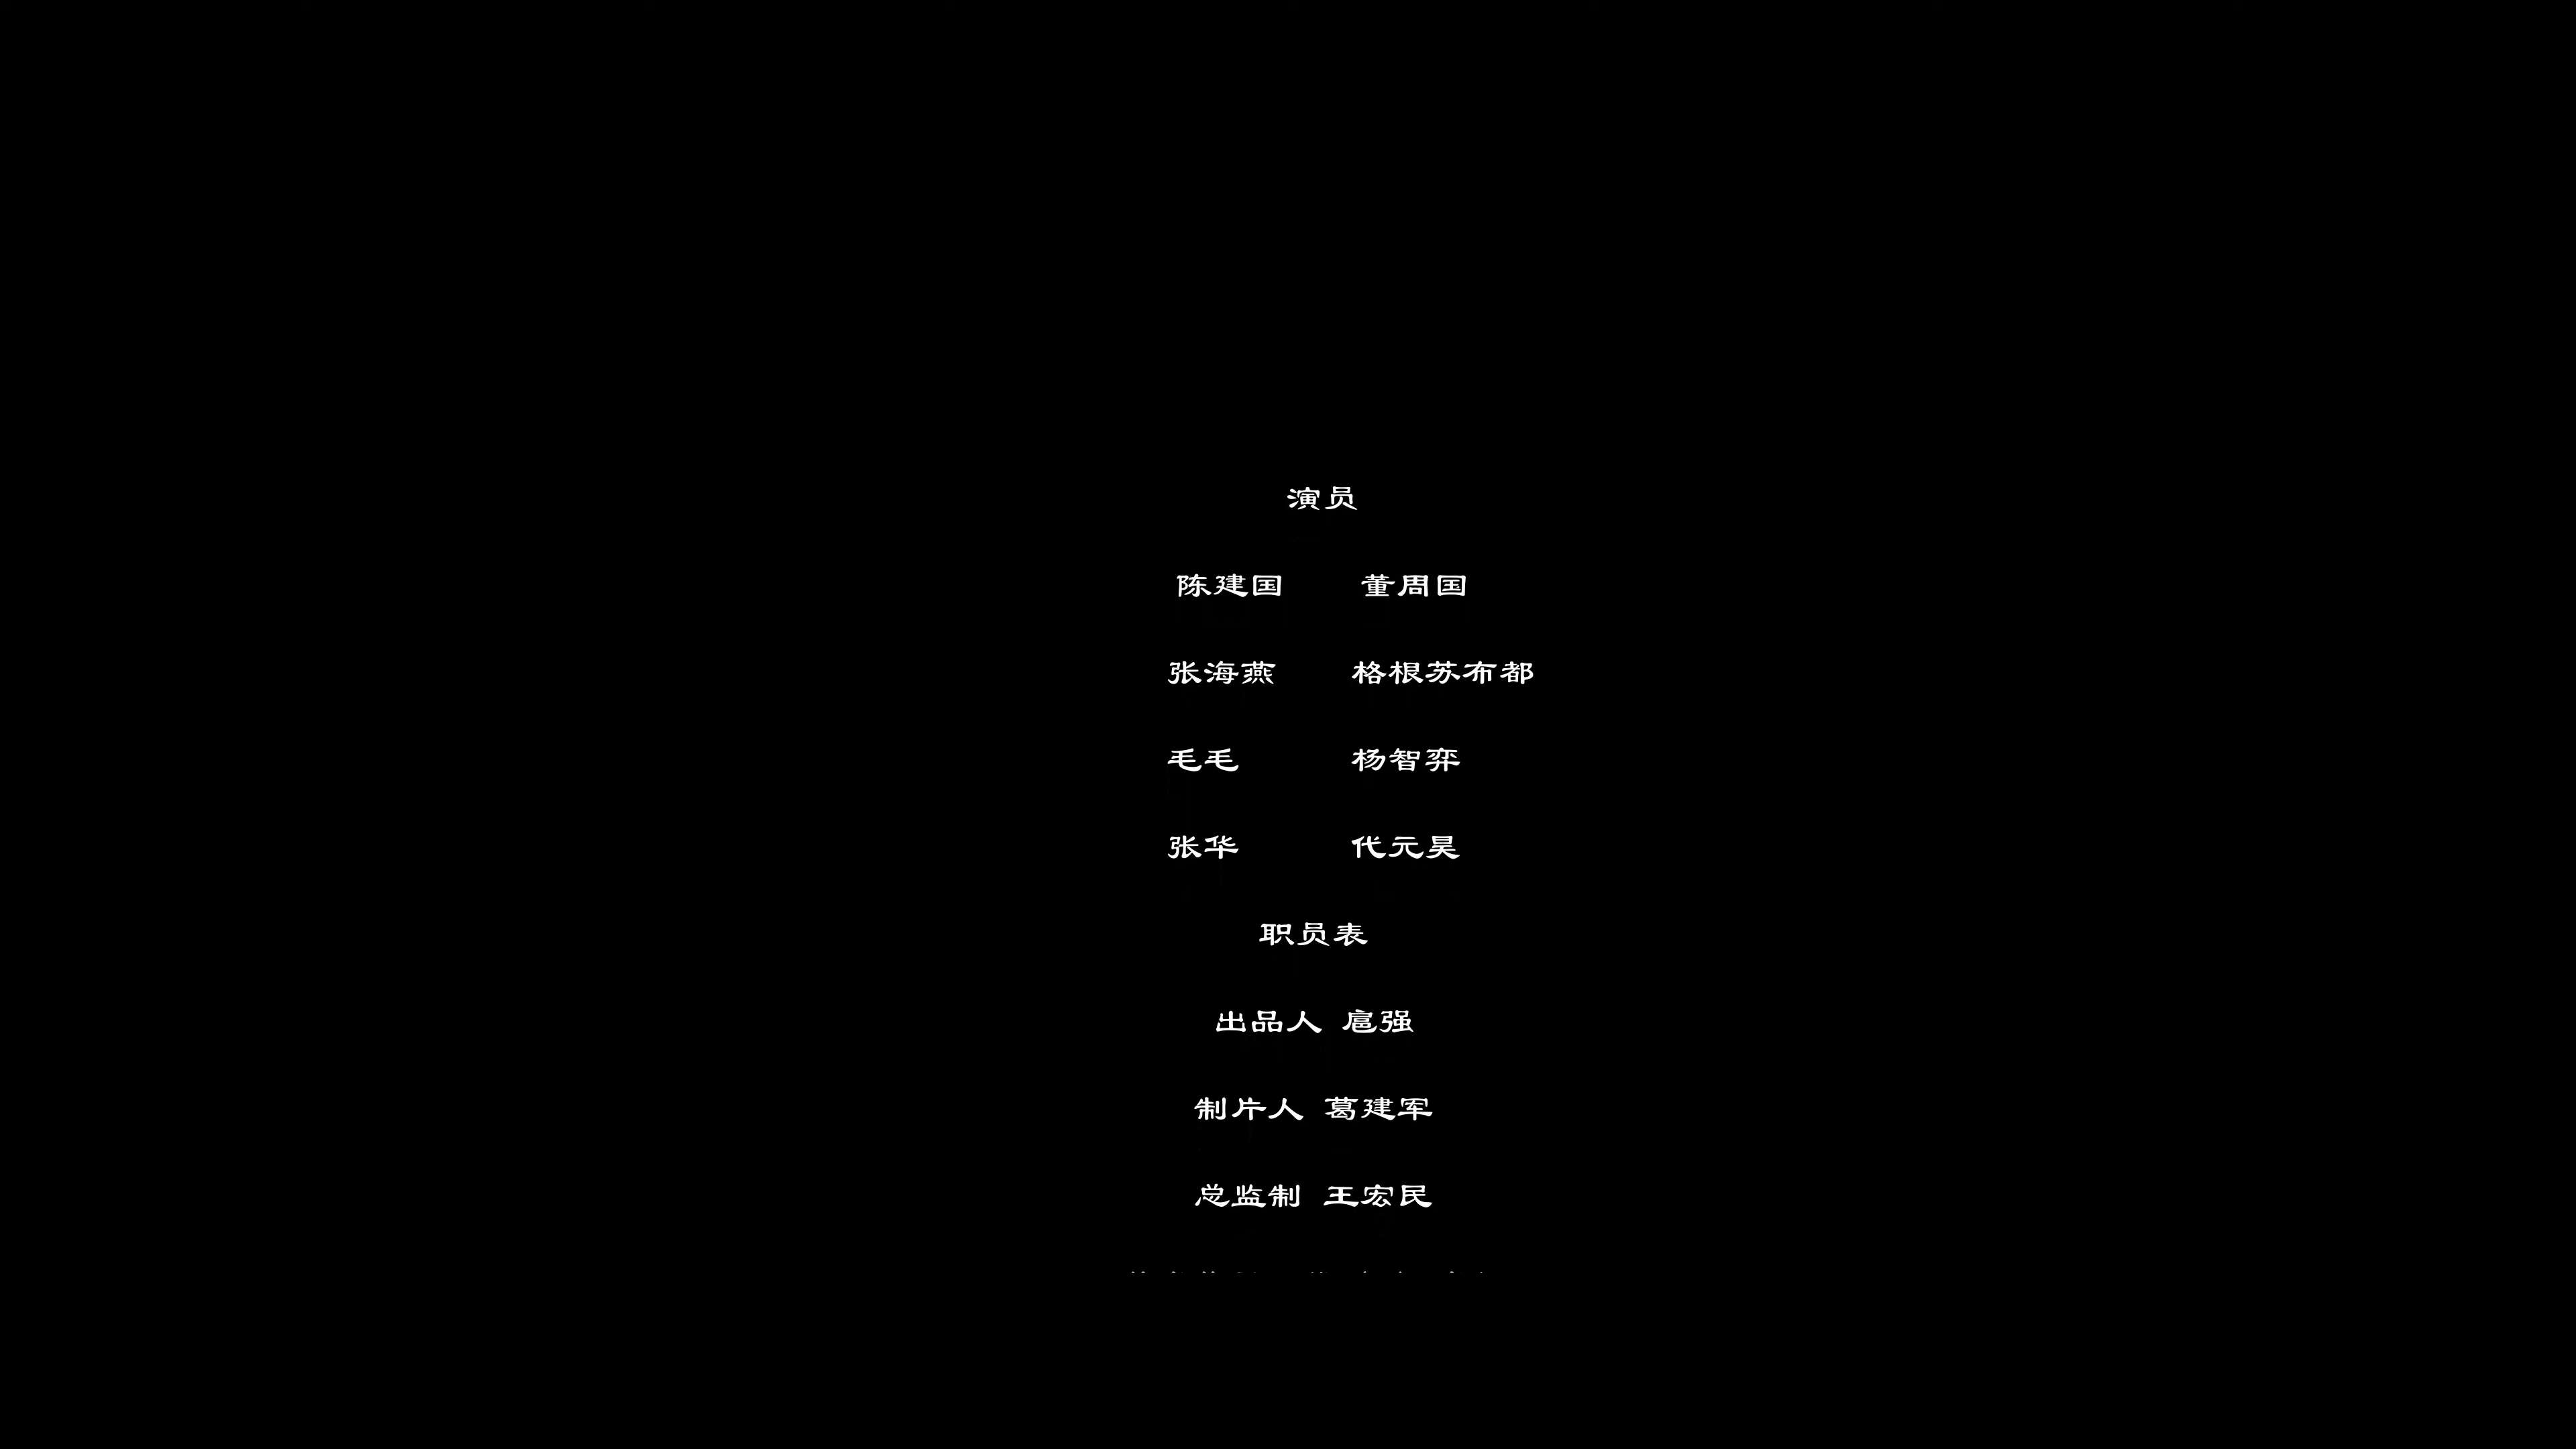 演员
陈建国 董周国
张海燕 格根苏布都
毛毛 杨智弈
张华 代元昊
职员表
出品人 扈强
制片人 葛建军
总监制 王宏民